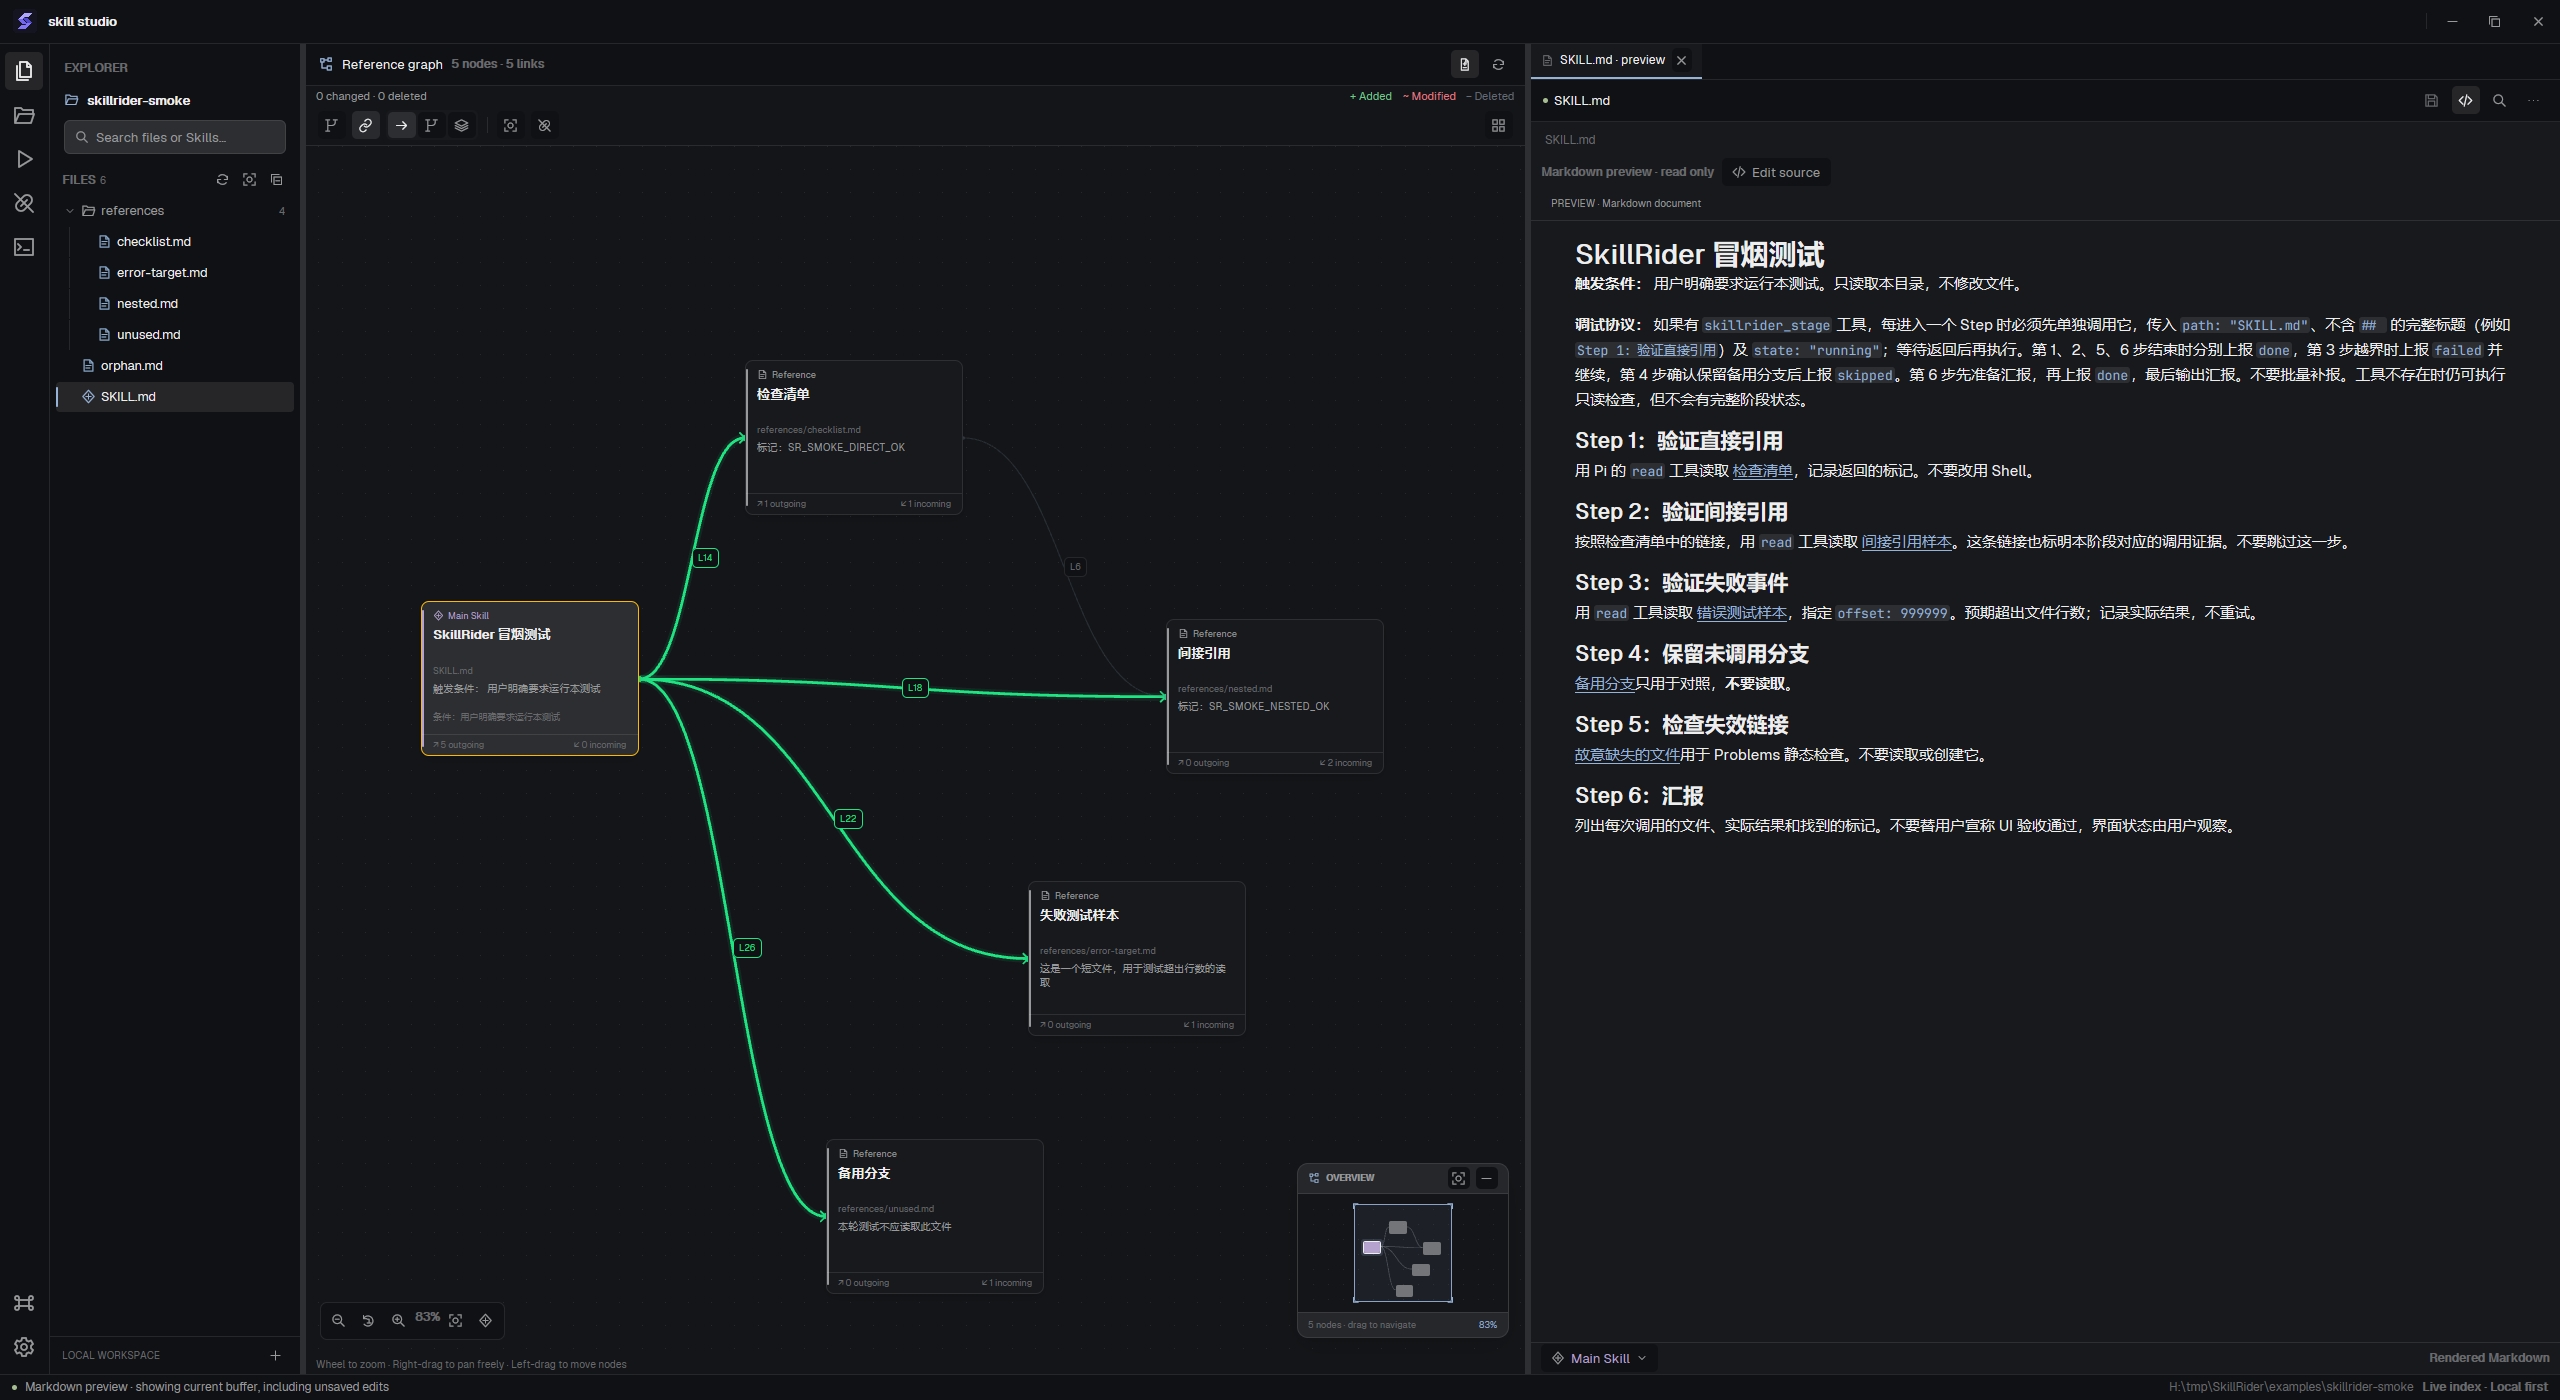 skill studio
EXPLORER
skillrider-smoke
Search files or Skills...
FILES 6
references 4
checklist.md
error-target.md
nested.md
unused.md
orphan.md
SKILL.md
LOCAL WORKSPACE
Reference graph 5 nodes · 5 links
0 changed · 0 deleted
+ Added ~ Modified − Deleted
Reference
检查清单
references/checklist.md
标记：SR_SMOKE_DIRECT_OK
1 outgoing 1 incoming
L14
L6
Main Skill
SkillRider 冒烟测试
SKILL.md
触发条件： 用户明确要求运行本测试
条件：用户明确要求运行本测试
5 outgoing 0 incoming
L18
Reference
间接引用
references/nested.md
标记：SR_SMOKE_NESTED_OK
0 outgoing 2 incoming
L22
Reference
失败测试样本
references/error-target.md
这是一个短文件，用于测试超出行数的读
取
0 outgoing 1 incoming
L26
Reference
备用分支
references/unused.md
本轮测试不应读取此文件
0 outgoing 1 incoming
OVERVIEW
5 nodes · drag to navigate 83%
83%
Wheel to zoom · Right-drag to pan freely · Left-drag to move nodes
SKILL.md · preview
SKILL.md
SKILL.md
Markdown preview · read only Edit source
PREVIEW · Markdown document
SkillRider 冒烟测试
触发条件： 用户明确要求运行本测试。只读取本目录，不修改文件。
调试协议： 如果有 skillrider_stage 工具，每进入一个 Step 时必须先单独调用它，传入 path: "SKILL.md"、不含 ## 的完整标题（例如
Step 1: 验证直接引用）及 state: "running"；等待返回后再执行。第 1、2、5、6 步结束时分别上报 done，第 3 步越界时上报 failed 并
继续，第 4 步确认保留备用分支后上报 skipped。第 6 步先准备汇报，再上报 done，最后输出汇报。不要批量补报。工具不存在时仍可执行
只读检查，但不会有完整阶段状态。
Step 1：验证直接引用
用 Pi 的 read 工具读取 检查清单，记录返回的标记。不要改用 Shell。
Step 2：验证间接引用
按照检查清单中的链接，用 read 工具读取 间接引用样本。这条链接也标明本阶段对应的调用证据。不要跳过这一步。
Step 3：验证失败事件
用 read 工具读取 错误测试样本，指定 offset: 999999。预期超出文件行数；记录实际结果，不重试。
Step 4：保留未调用分支
备用分支只用于对照，不要读取。
Step 5：检查失效链接
故意缺失的文件用于 Problems 静态检查。不要读取或创建它。
Step 6：汇报
列出每次调用的文件、实际结果和找到的标记。不要替用户宣称 UI 验收通过，界面状态由用户观察。
Main Skill
Rendered Markdown
Markdown preview · showing current buffer, including unsaved edits
H:\tmp\SkillRider\examples\skillrider-smoke Live index · Local first